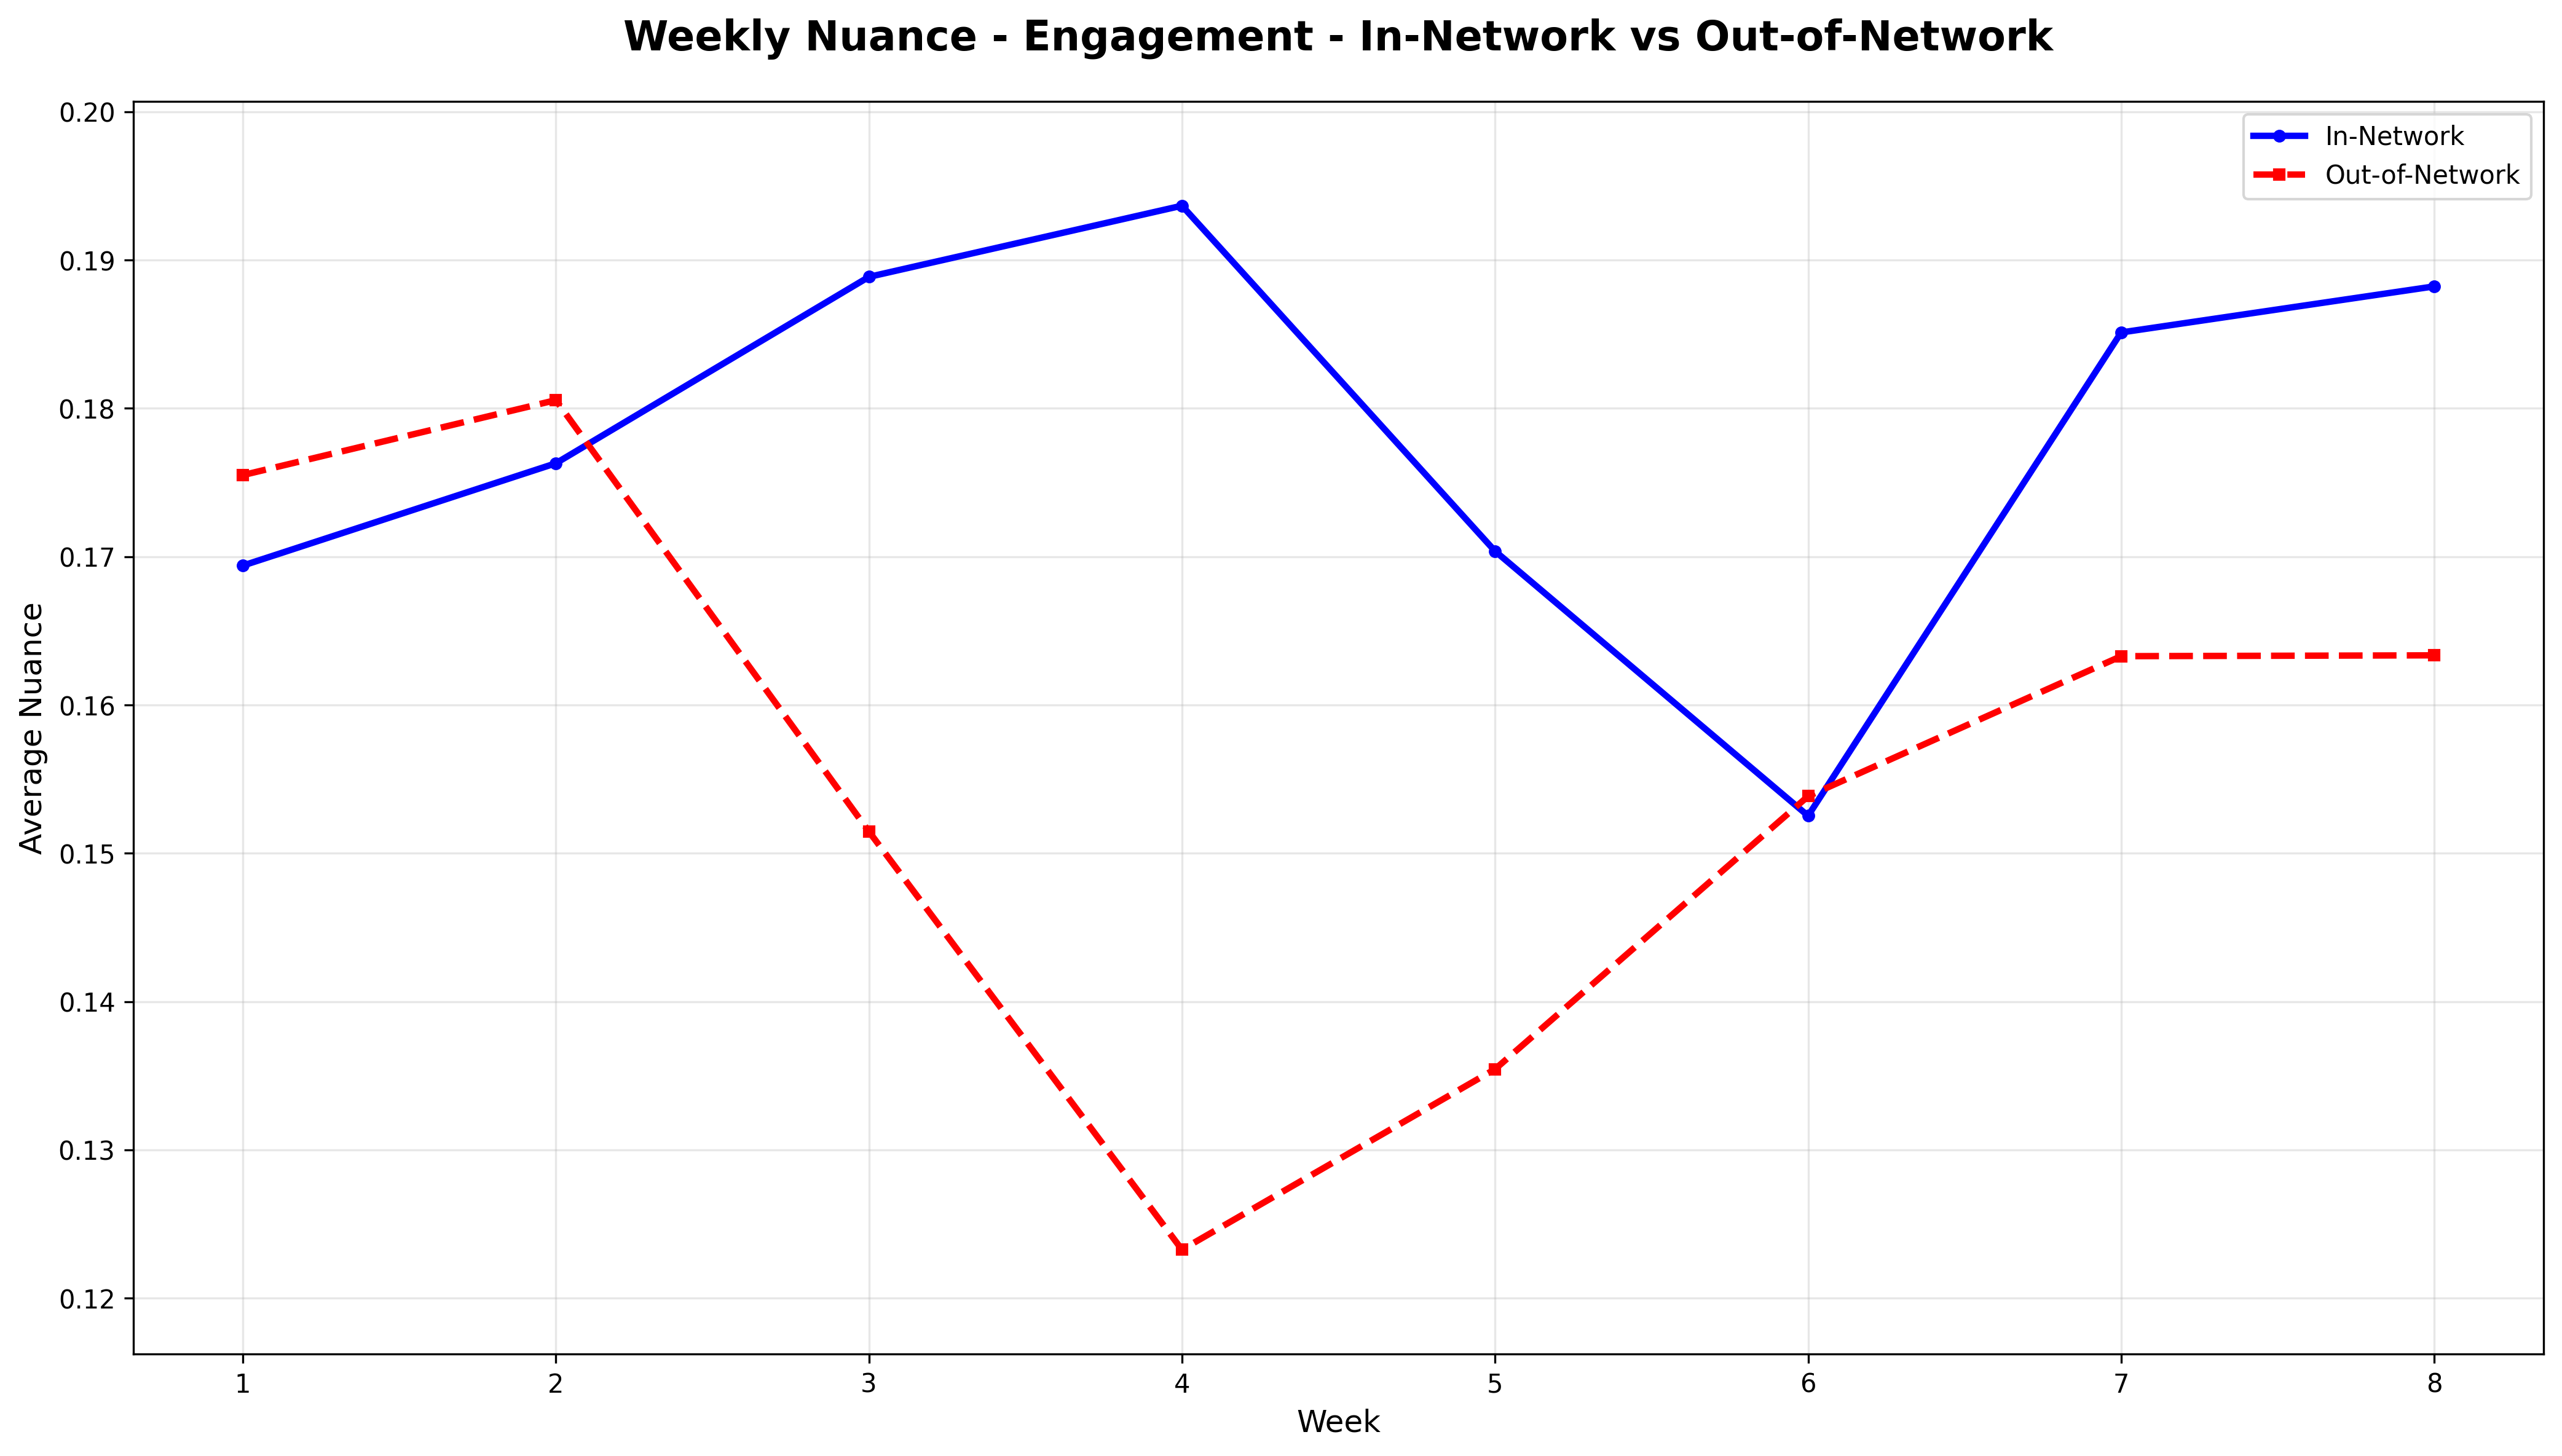 Weekly Nuance - Engagement - In-Network vs Out-of-Network
In-Network
Out-of-Network
Average Nuance
0.20
0.19
0.18
0.17
0.16
0.15
0.14
0.13
0.12
1 2 3 4 5 6 7 8
Week